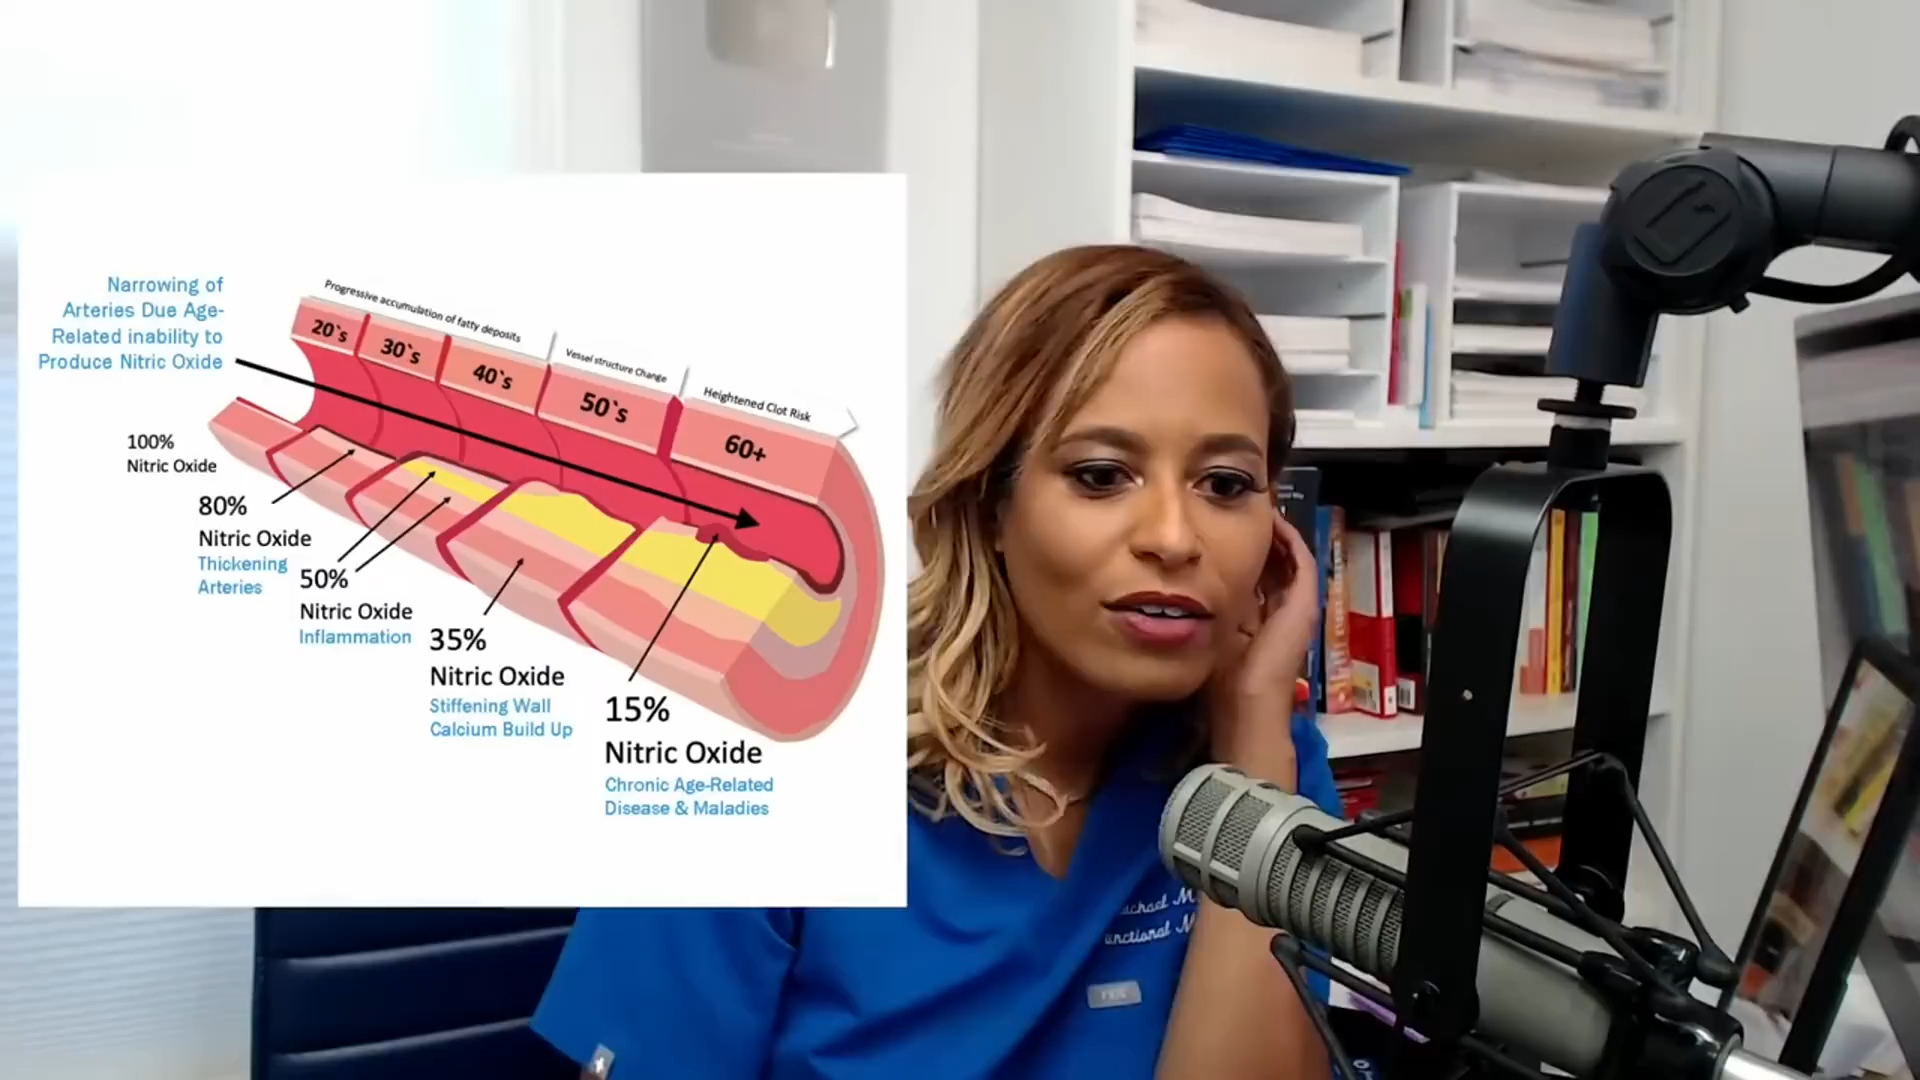 Narrowing of
Arteries Due Age-
Related inability to
Produce Nitric Oxide
Progressive accumulation of fatty deposits
Vessel structure Change
Heightened Clot Risk
20`s
30`s
40`s
50`s
60+
100%
Nitric Oxide
80%
Nitric Oxide
Thickening
Arteries
50%
Nitric Oxide
Inflammation
35%
Nitric Oxide
Stiffening Wall
Calcium Build Up
15%
Nitric Oxide
Chronic Age-Related
Disease & Maladies